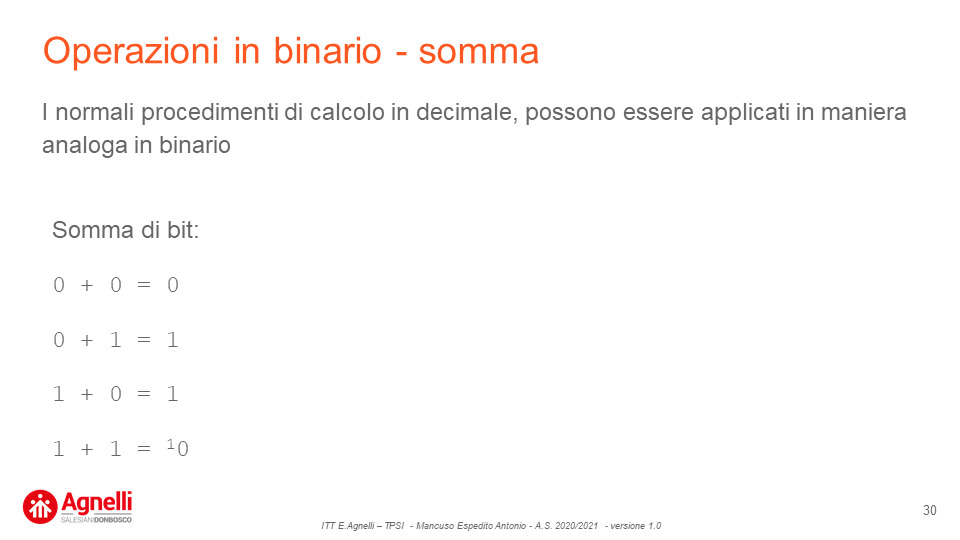 Operazioni in binario - somma
I normali procedimenti di calcolo in decimale, possono essere applicati in maniera
analoga in binario
Somma di bit:
0 + 0 = 0
0 + 1 = 1
1 + 0 = 1
1 + 1 = ¹0
Agnelli
SALESIANIDONBOSCO
ITT E.Agnelli – TPSI - Mancuso Espedito Antonio - A.S. 2020/2021 - versione 1.0
30